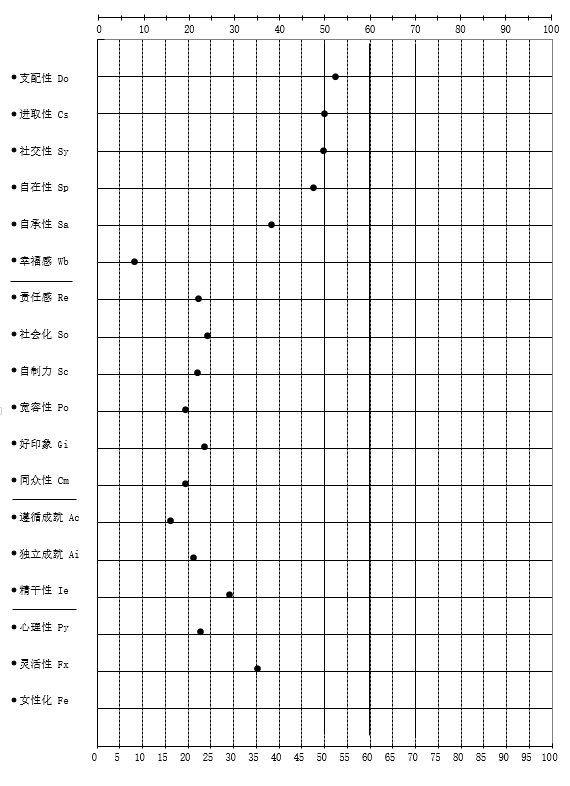 0 10 20 30 40 50 60 70 80 90 100
支配性 Do
进取性 Cs
社交性 Sy
自在性 Sp
自承性 Sa
幸福感 Wb
责任感 Re
社会化 So
自制力 Sc
宽容性 Po
好印象 Gi
同众性 Cm
遵循成就 Ac
独立成就 Ai
精干性 Ie
心理性 Py
灵活性 Fx
女性化 Fe
0 5 10 15 20 25 30 35 40 45 50 55 60 65 70 75 80 85 90 95 100